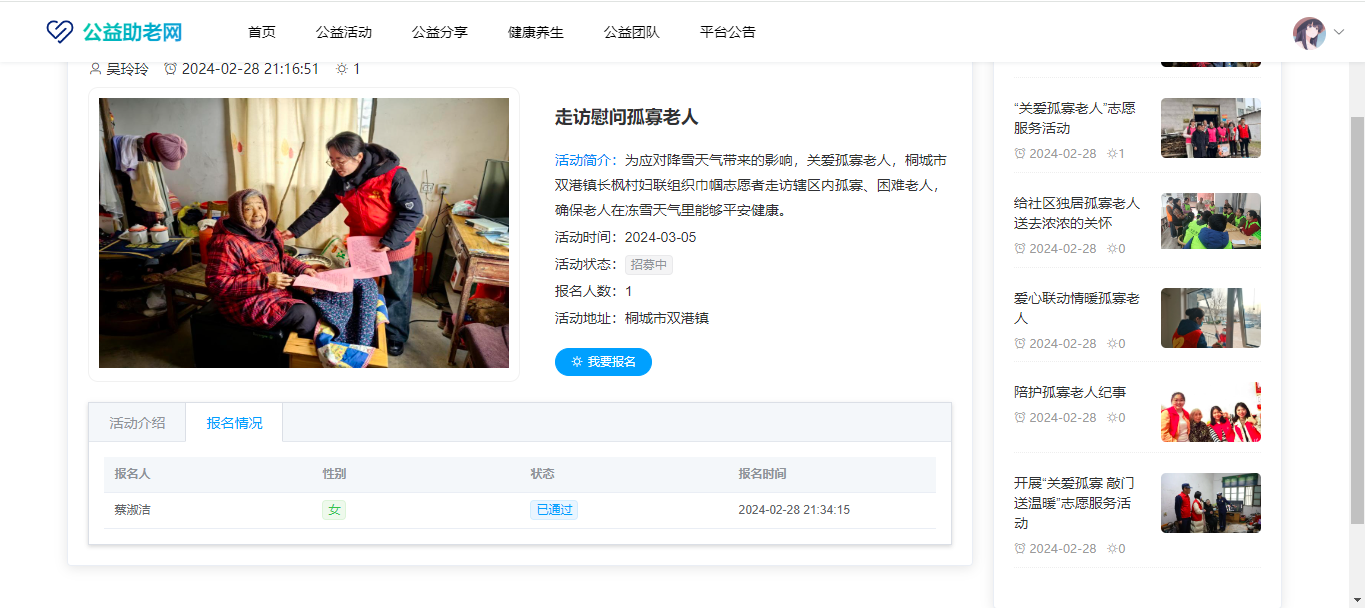 公益助老网
首页
公益活动
公益分享
健康养生
公益团队
平台公告
吴玲玲 2024-02-28 21:16:51 1
走访慰问孤寡老人
活动简介：为应对降雪天气带来的影响，关爱孤寡老人，桐城市
双港镇长枫村妇联组织巾帼志愿者走访辖区内孤寡、困难老人，
确保老人在冻雪天气里能够平安健康。
活动时间：2024-03-05
活动状态：招募中
报名人数：1
活动地址：桐城市双港镇
我要报名
活动介绍
报名情况
报名人 性别 状态 报名时间
蔡淑洁 女 已通过 2024-02-28 21:34:15
“关爱孤寡老人”志愿
服务活动
2024-02-28 1
给社区独居孤寡老人
送去浓浓的关怀
2024-02-28 0
爱心联动情暖孤寡老
人
2024-02-28 0
陪护孤寡老人纪事
2024-02-28 0
开展“关爱孤寡 敲门
送温暖”志愿服务活
动
2024-02-28 0